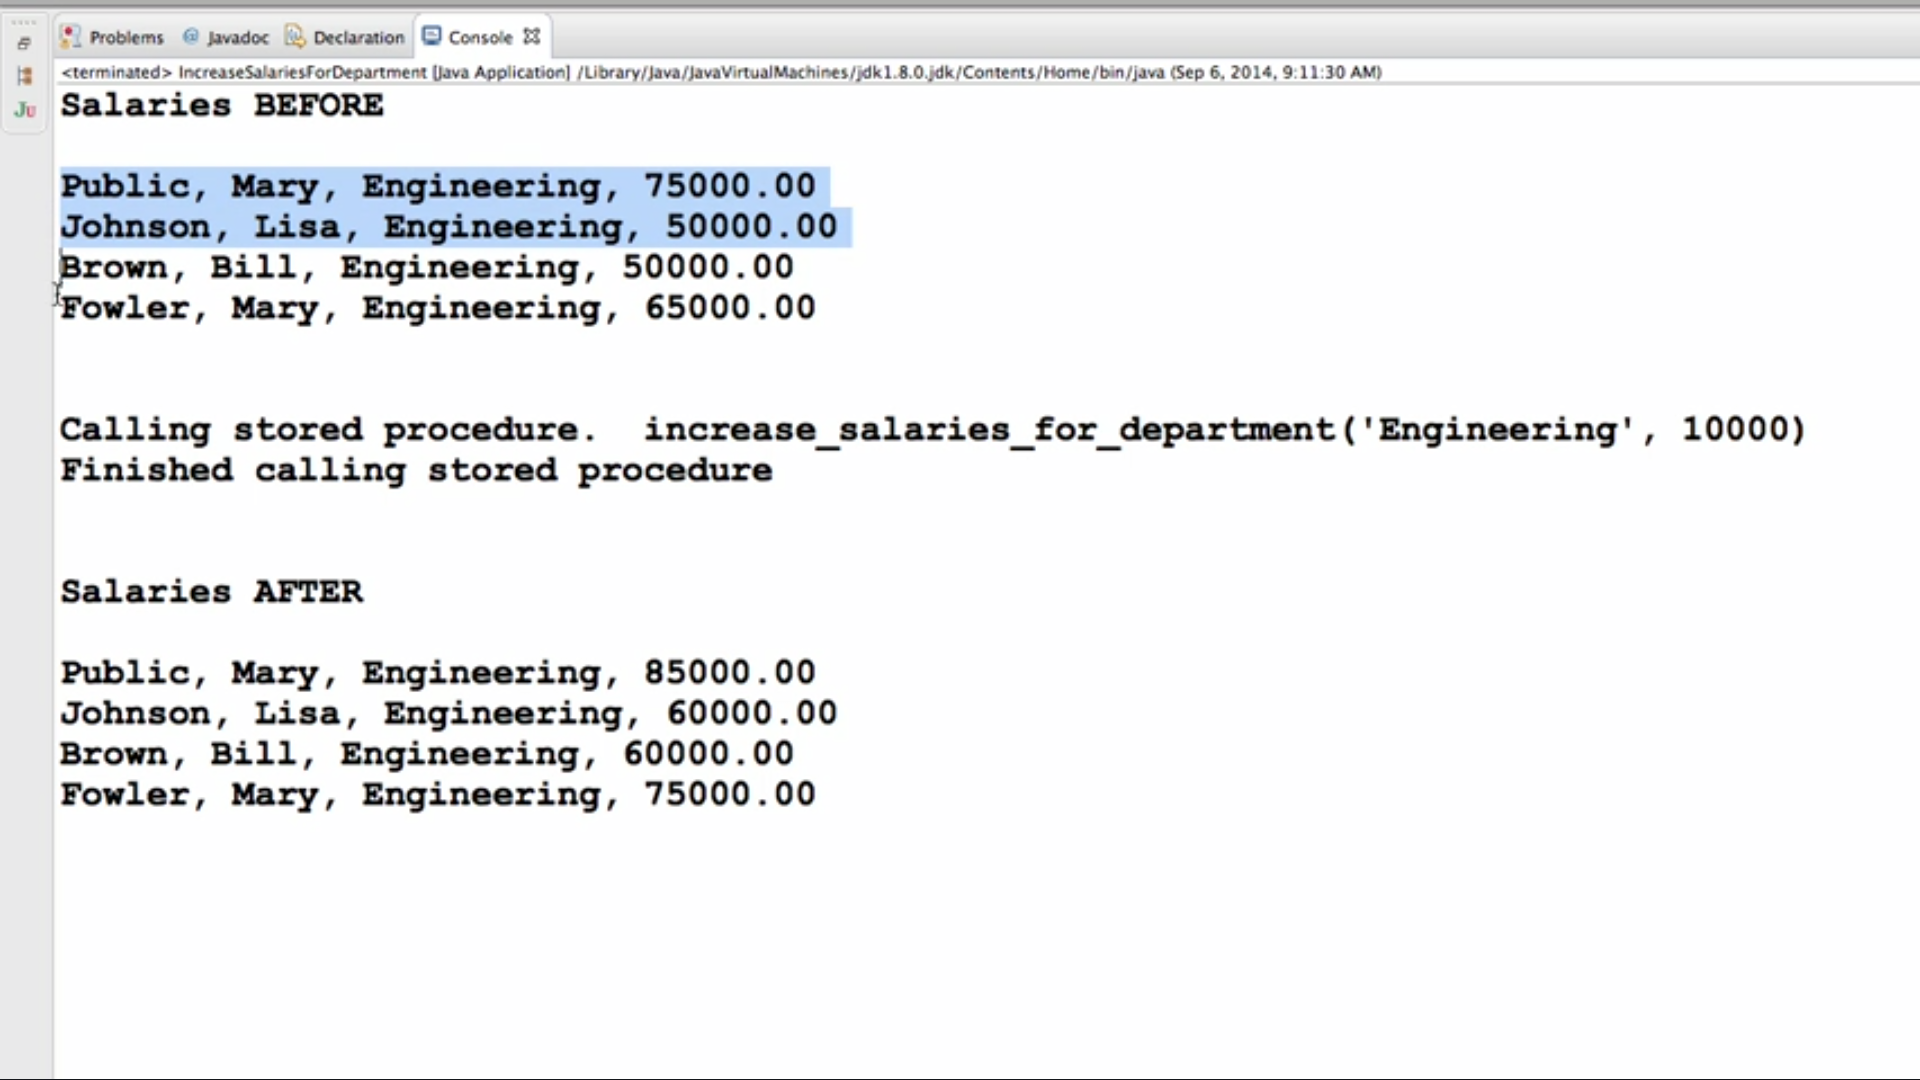 Problems Javadoc Declaration Console
<terminated> IncreaseSalariesForDepartment [Java Application] /Library/Java/JavaVirtualMachines/jdk1.8.0.jdk/Contents/Home/bin/java (Sep 6, 2014, 9:11:30 AM)
Ju
Salaries BEFORE
Public, Mary, Engineering, 75000.00
Johnson, Lisa, Engineering, 50000.00
Brown, Bill, Engineering, 50000.00
Fowler, Mary, Engineering, 65000.00
Calling stored procedure.  increase_salaries_for_department('Engineering', 10000)
Finished calling stored procedure
Salaries AFTER
Public, Mary, Engineering, 85000.00
Johnson, Lisa, Engineering, 60000.00
Brown, Bill, Engineering, 60000.00
Fowler, Mary, Engineering, 75000.00